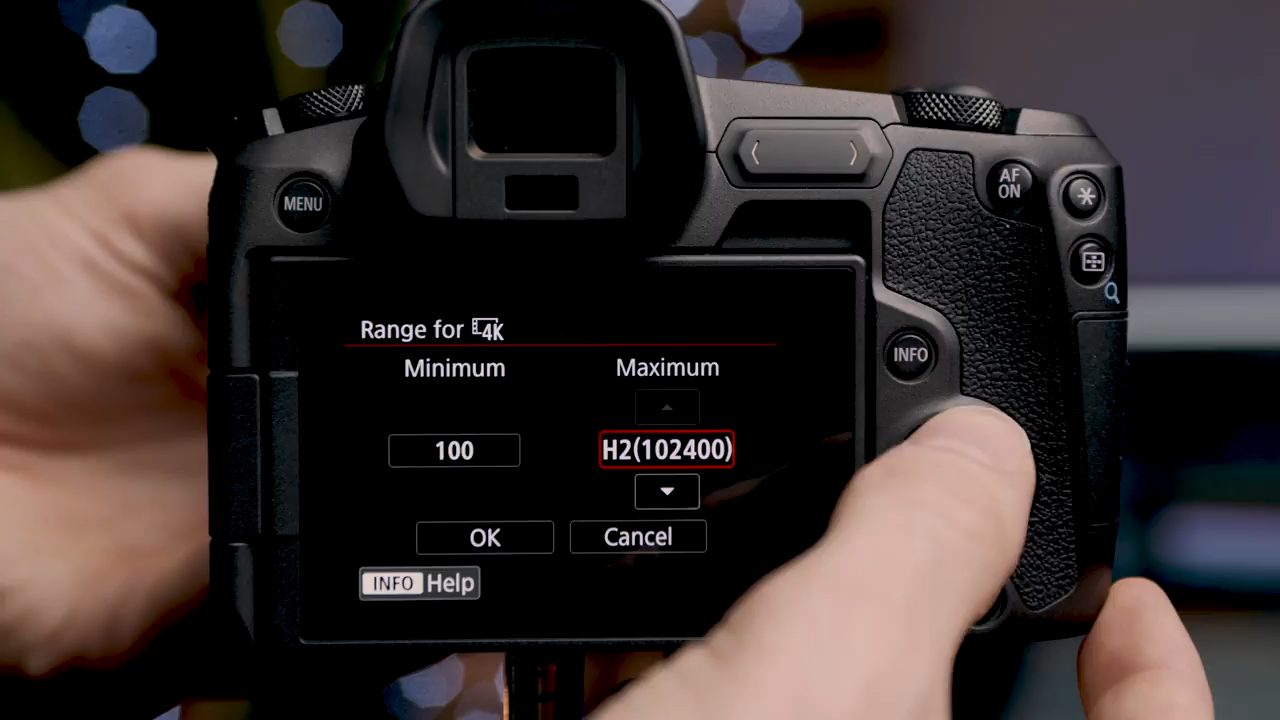 MENU
AF
ON
INFO
Range for 4K
Minimum
Maximum
100
H2(102400)
OK
Cancel
INFO Help